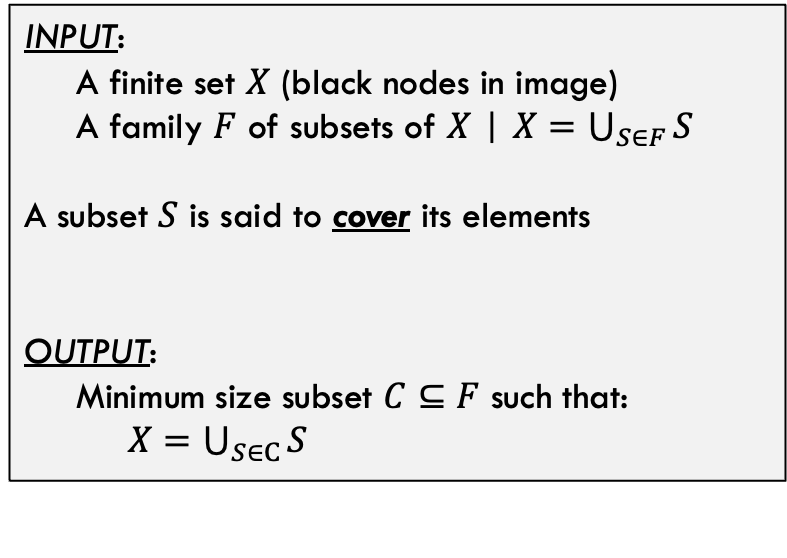 INPUT:
A finite set X (black nodes in image)
A family F of subsets of X | X = ⋃S∈F S
A subset S is said to cover its elements
OUTPUT:
Minimum size subset C ⊆ F such that:
X = ⋃S∈C S